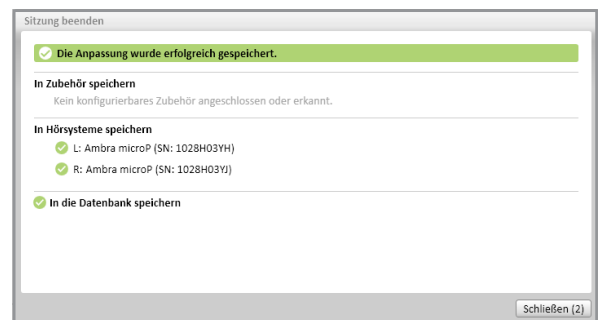 Sitzung beenden
Die Anpassung wurde erfolgreich gespeichert.
In Zubehör speichern
Kein konfigurierbares Zubehör angeschlossen oder erkannt.
In Hörsysteme speichern
L: Ambra microP (SN: 1028H03YH)
R: Ambra microP (SN: 1028H03YJ)
In die Datenbank speichern
Schließen (2)